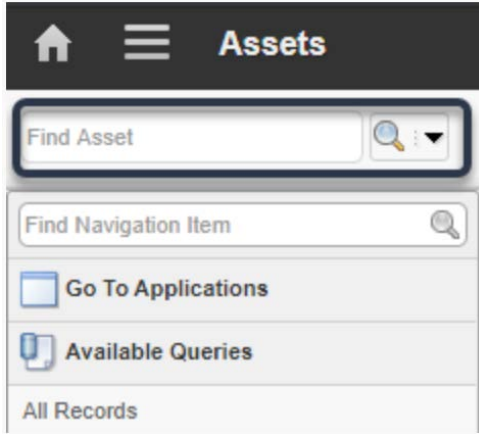 Assets
Find Asset
Find Navigation Item
Go To Applications
Available Queries
All Records